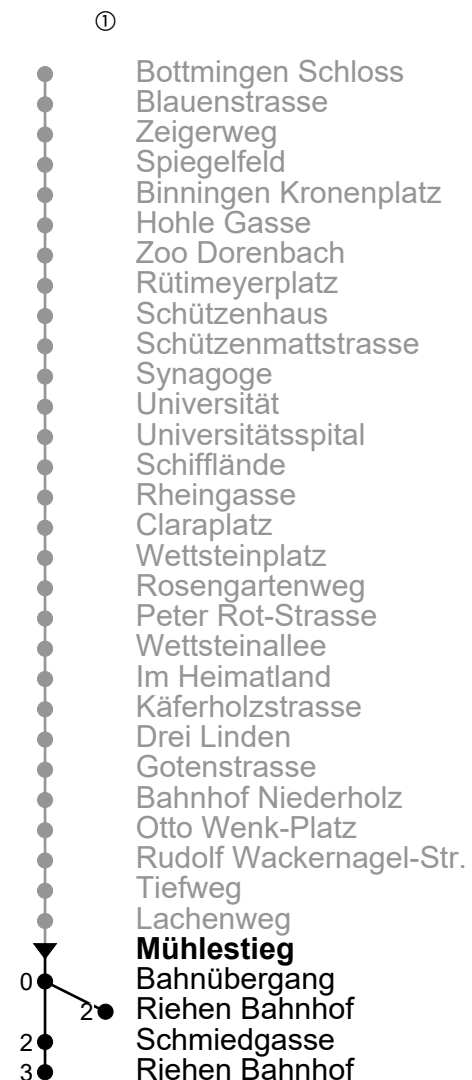 ①
Bottmingen Schloss
Blauenstrasse
Zeigerweg
Spiegelfeld
Binningen Kronenplatz
Hohle Gasse
Zoo Dorenbach
Rütimeyerplatz
Schützenhaus
Schützenmattstrasse
Synagoge
Universität
Universitätsspital
Schifflände
Rheingasse
Claraplatz
Wettsteinplatz
Rosengartenweg
Peter Rot-Strasse
Wettsteinallee
Im Heimatland
Käferholzstrasse
Drei Linden
Gotenstrasse
Bahnhof Niederholz
Otto Wenk-Platz
Rudolf Wackernagel-Str.
Tiefweg
Lachenweg
Mühlestieg
0 Bahnübergang
2 Riehen Bahnhof
2 Schmiedgasse
3 Riehen Bahnhof